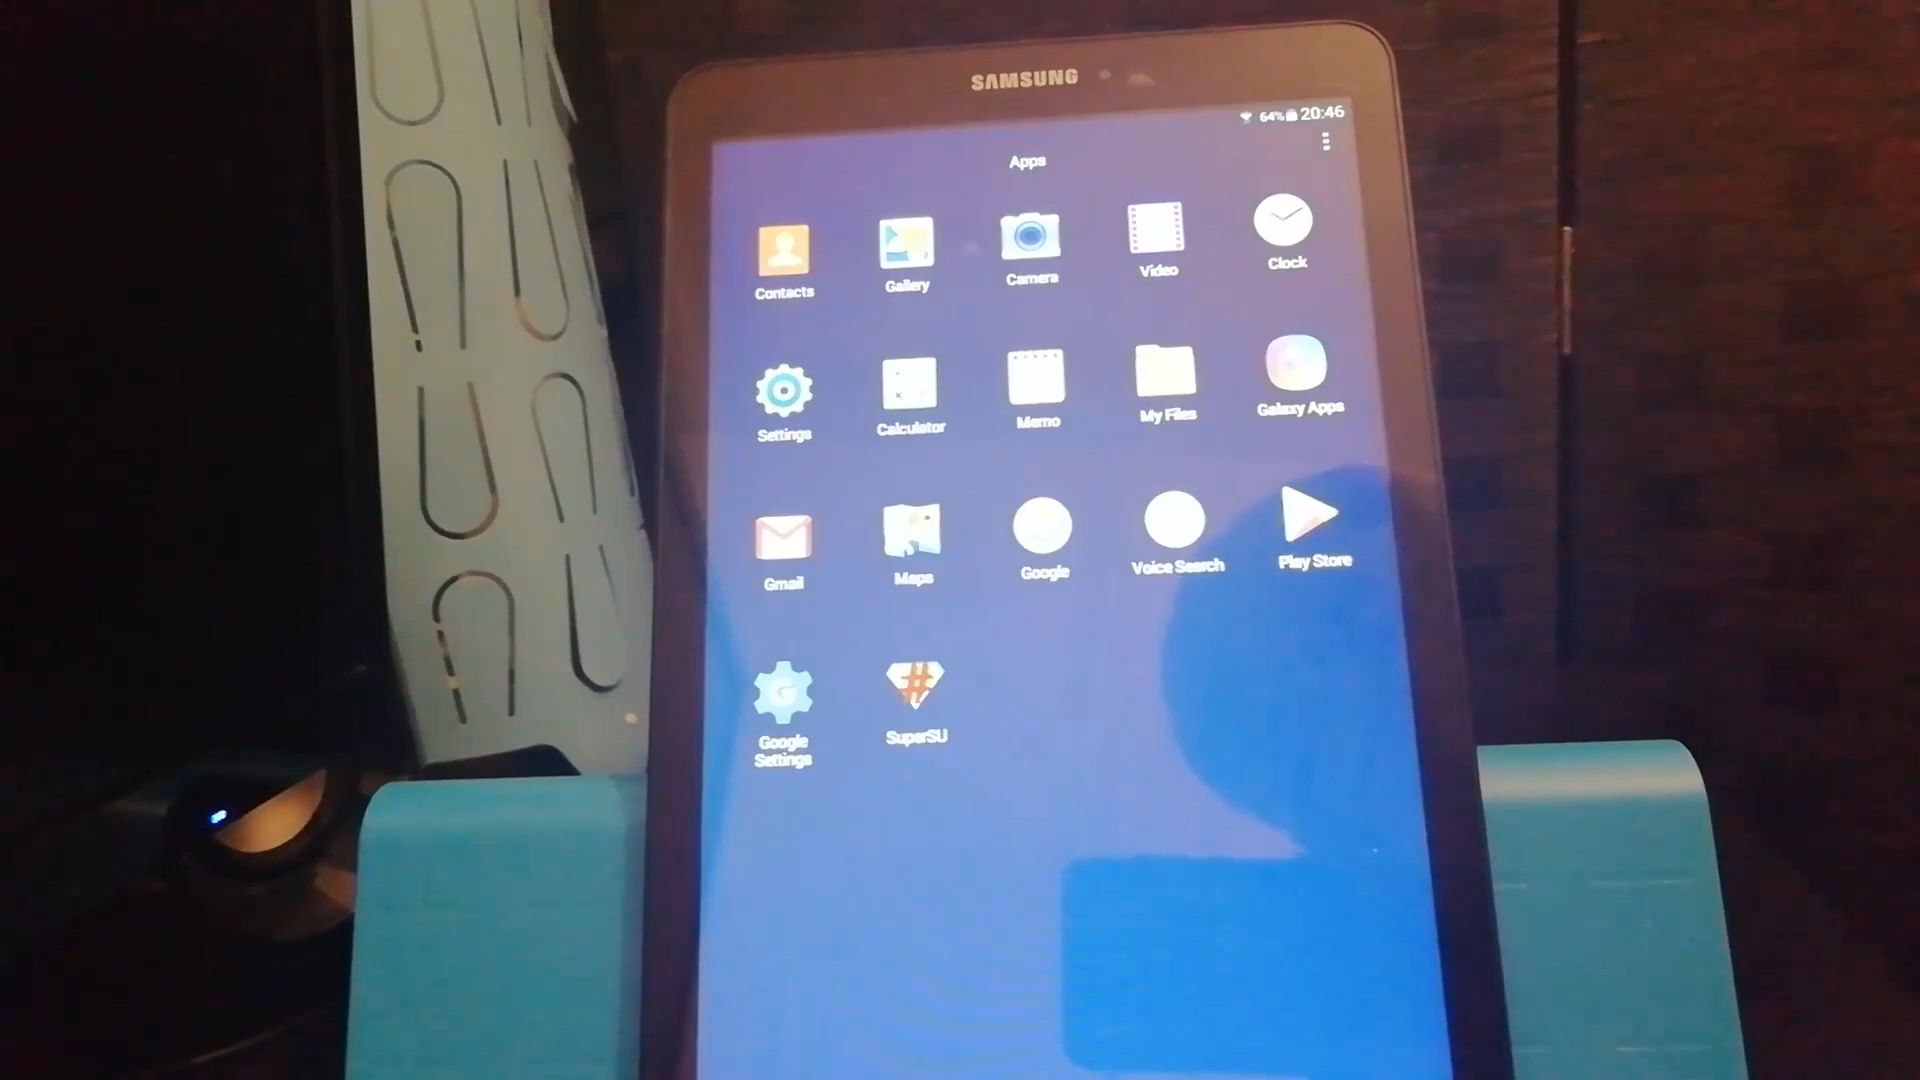 SAMSUNG
64% 20:46
Apps
Contacts
Gallery
Camera
Video
Clock
Settings
Calculator
Memo
My Files
Galaxy Apps
Gmail
Maps
Google
Voice Search
Play Store
Google
Settings
SuperSU